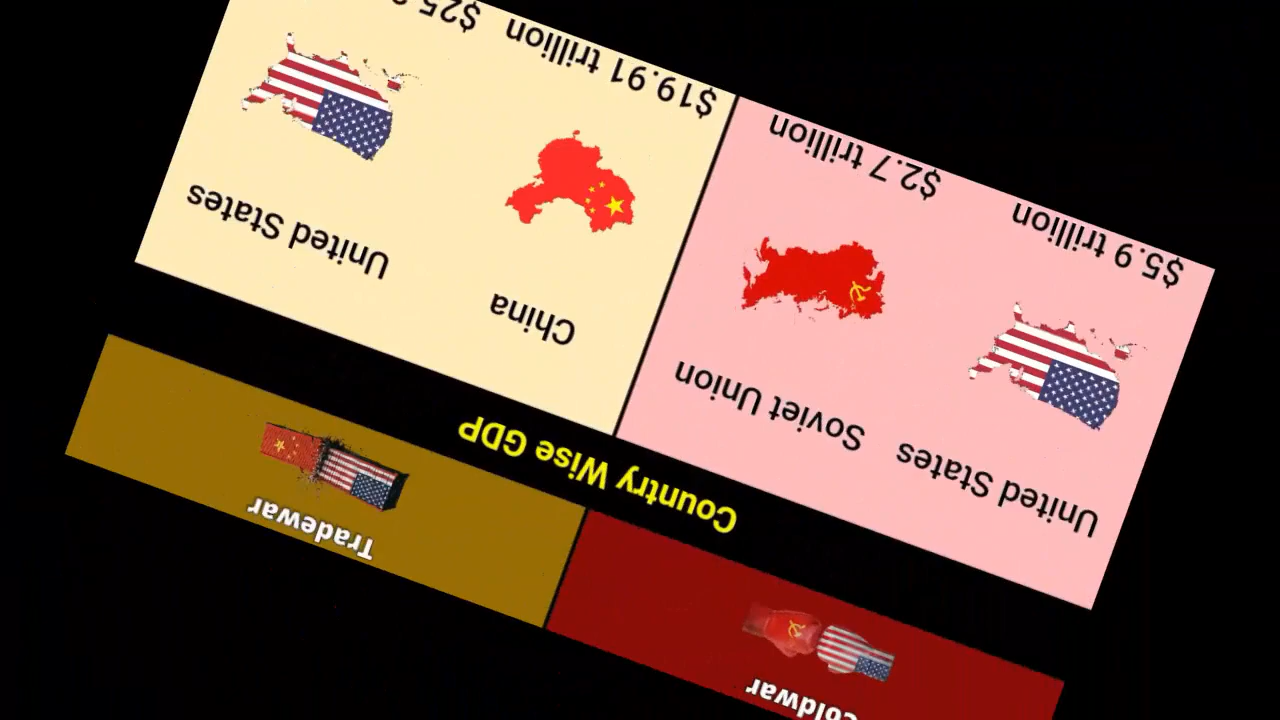 Coldwar
Tradewar
Country Wise GDP
United States
Soviet Union
China
United States
$5.9 trillion
$2.7 trillion
$19.91 trillion